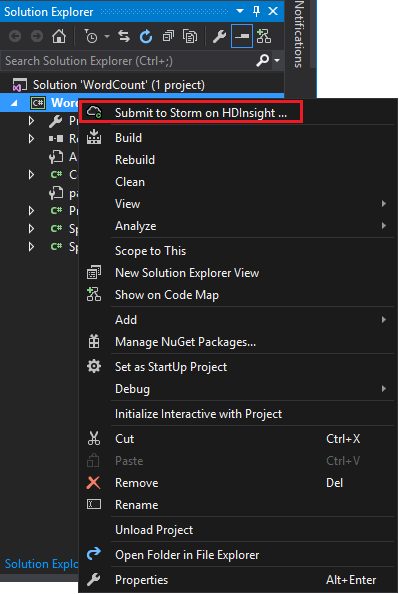 Solution Explorer
Notifications
Search Solution Explorer (Ctrl+;)
Solution 'WordCount' (1 project)
C# Word
Submit to Storm on HDInsight ...
Build
Rebuild
Clean
View
Analyze
Scope to This
New Solution Explorer View
Show on Code Map
Add
Manage NuGet Packages...
Set as StartUp Project
Debug
Initialize Interactive with Project
Cut Ctrl+X
Paste Ctrl+V
Remove Del
Rename
Unload Project
Open Folder in File Explorer
Properties Alt+Enter
Pr
Re
A
C# C
pa
C# Pr
C# Sp
C# Sp
Solution Explo